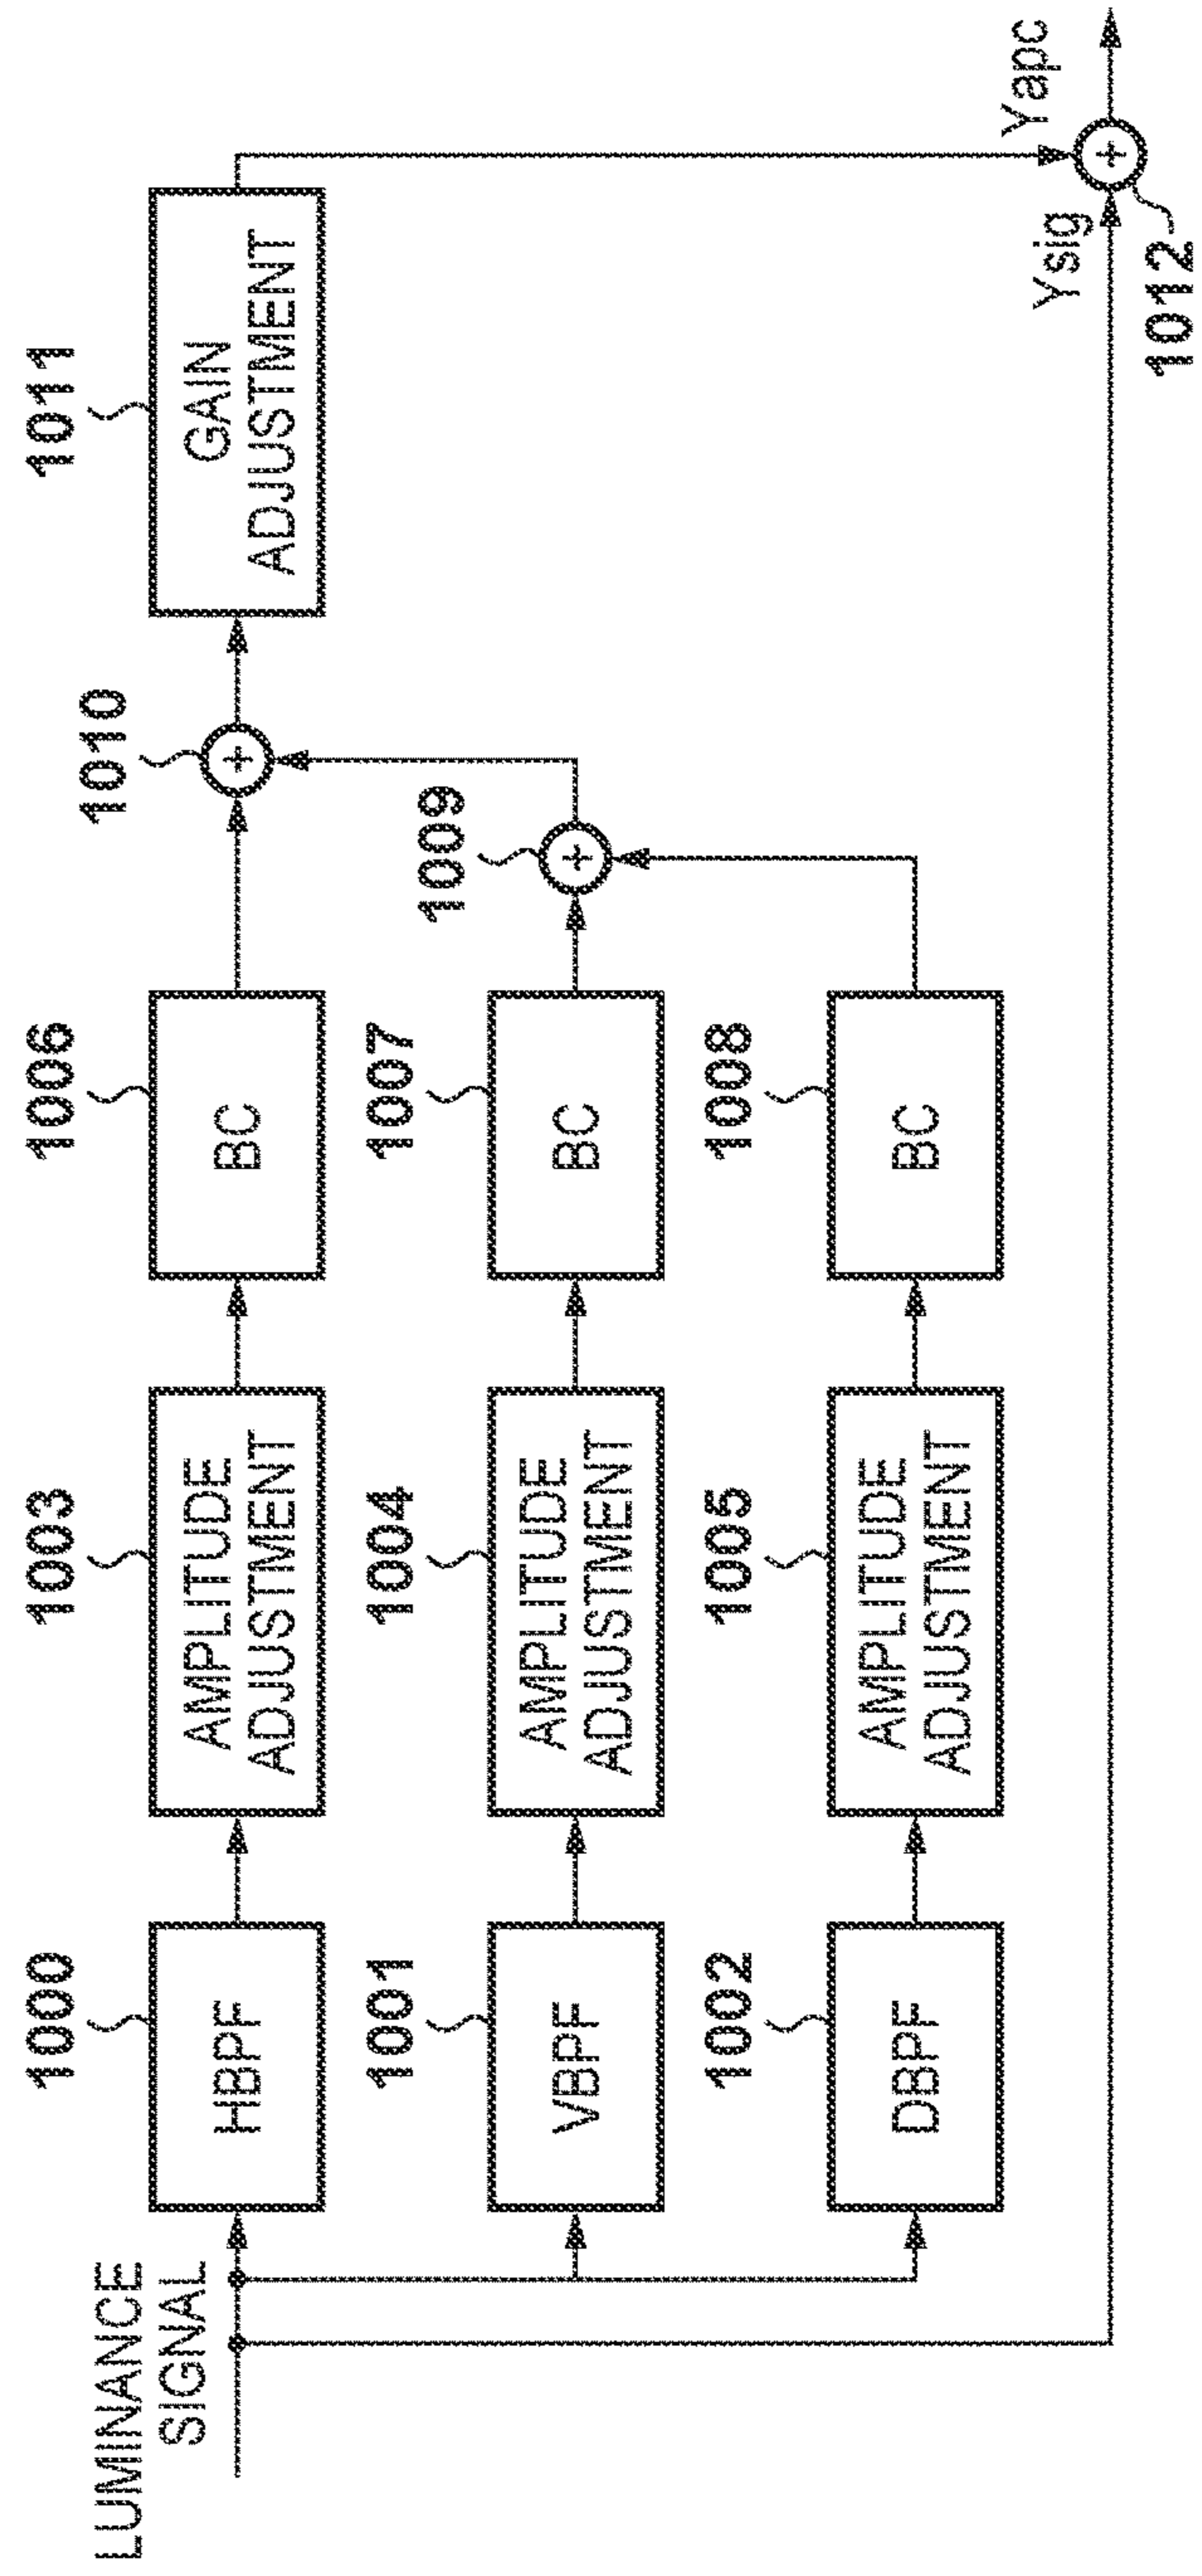 LUMINANCE
SIGNAL
1000
HBPF
1003
AMPLITUDE
ADJUSTMENT
1006
BC
1010
+
1011
GAIN
ADJUSTMENT
1001
VBPF
1004
AMPLITUDE
ADJUSTMENT
1007
BC
1009
+
1002
DBPF
1005
AMPLITUDE
ADJUSTMENT
1008
BC
Ysig
Yapc
+
1012